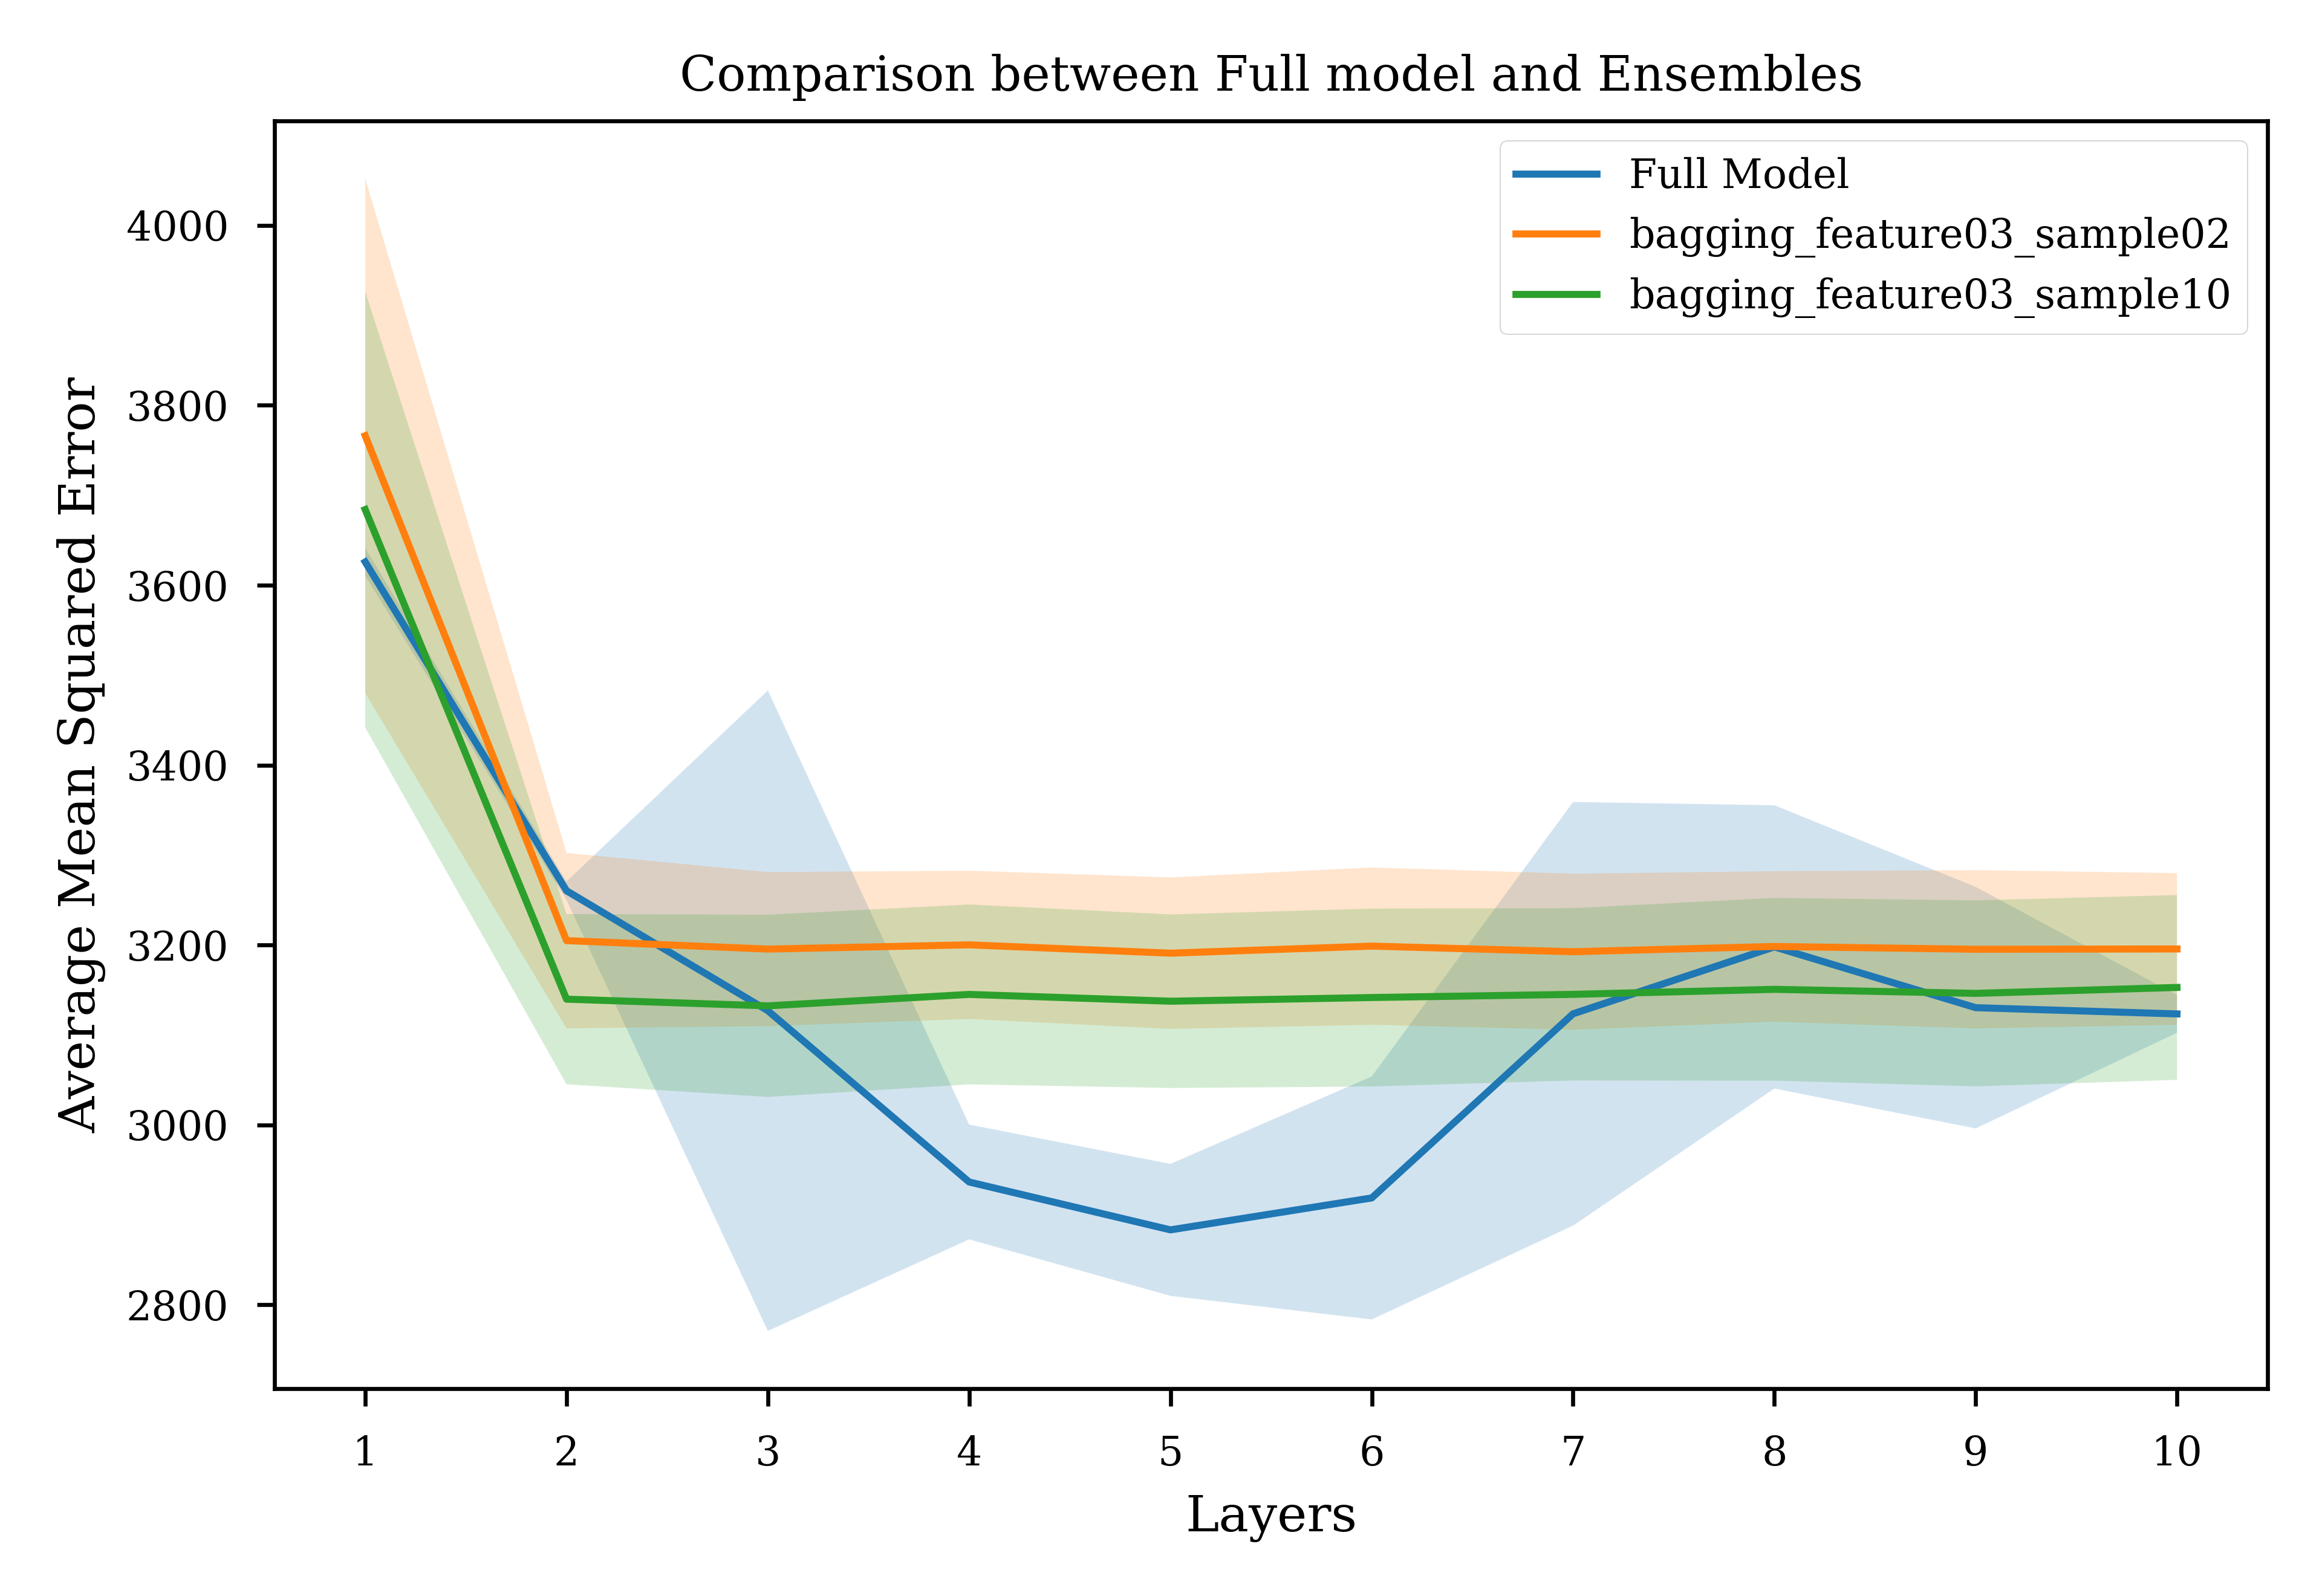 Comparison between Full model and Ensembles
Full Model
bagging_feature03_sample02
bagging_feature03_sample10
Average Mean Squared Error
4000
3800
3600
3400
3200
3000
2800
1 2 3 4 5 6 7 8 9 10
Layers